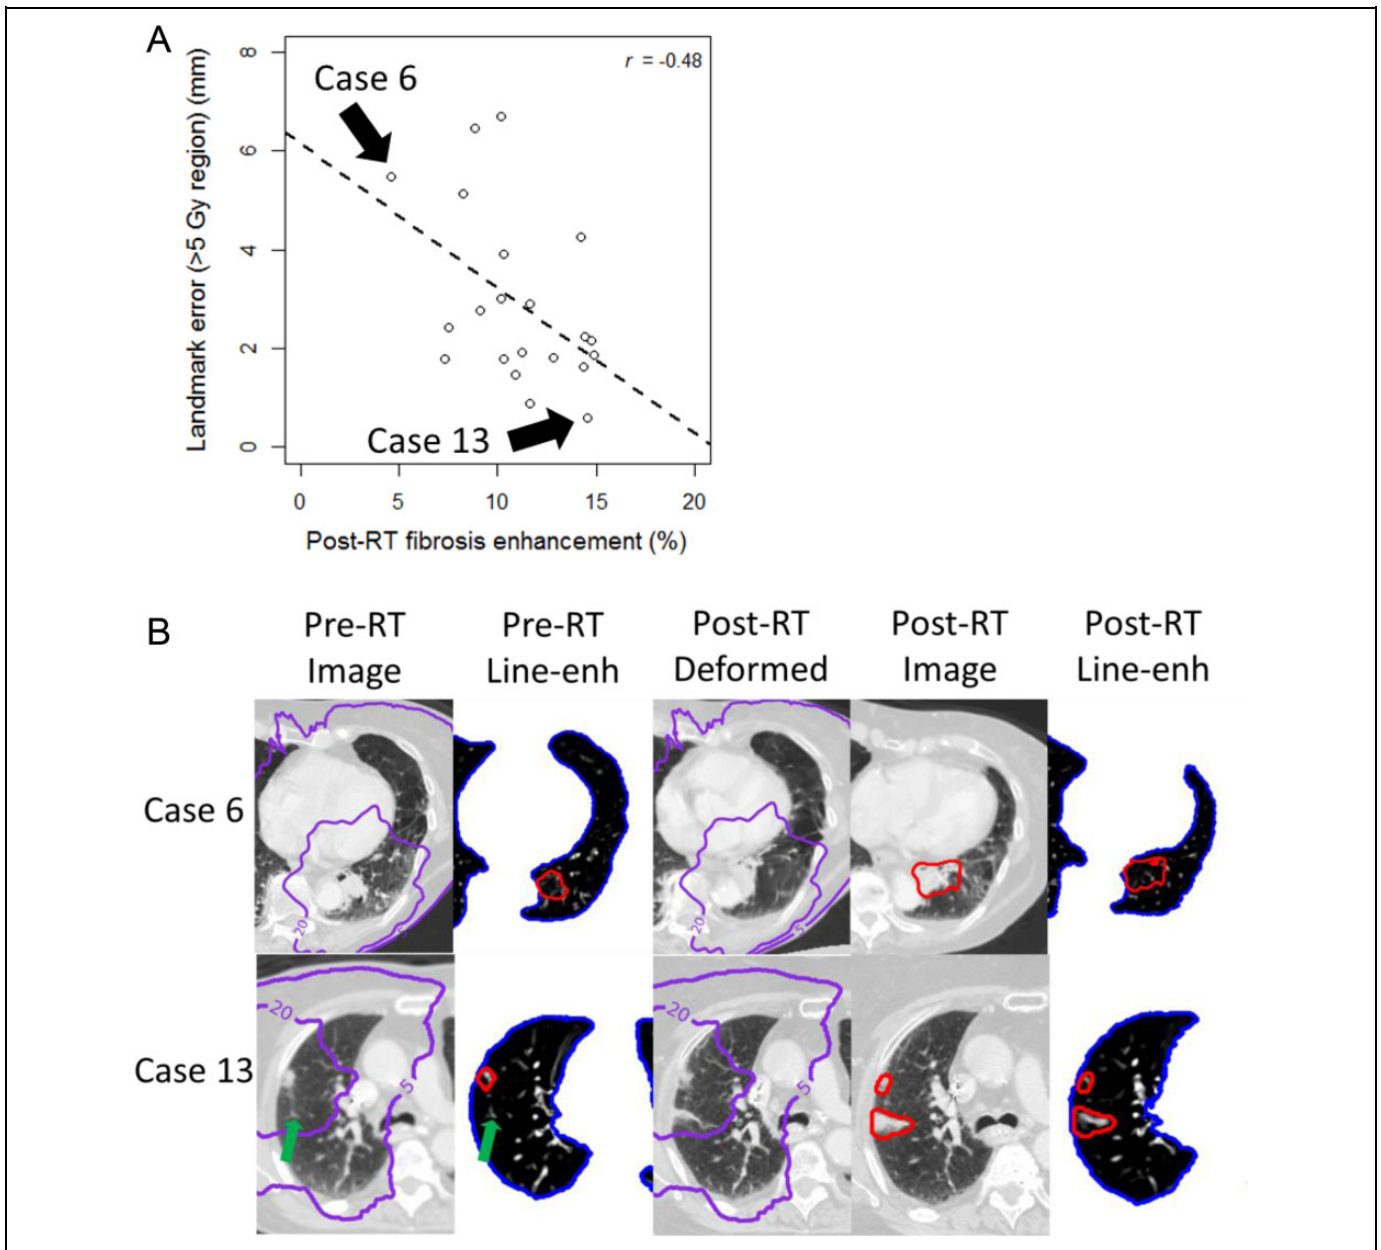 A
r = -0.48
Case 6
Case 13
Landmark error (>5 Gy region) (mm)
8
6
4
2
0
0 5 10 15 20
Post-RT fibrosis enhancement (%)
B
Pre-RT Image
Pre-RT Line-enh
Post-RT Deformed
Post-RT Image
Post-RT Line-enh
Case 6
20
5
20
5
Case 13
20
5
20
5